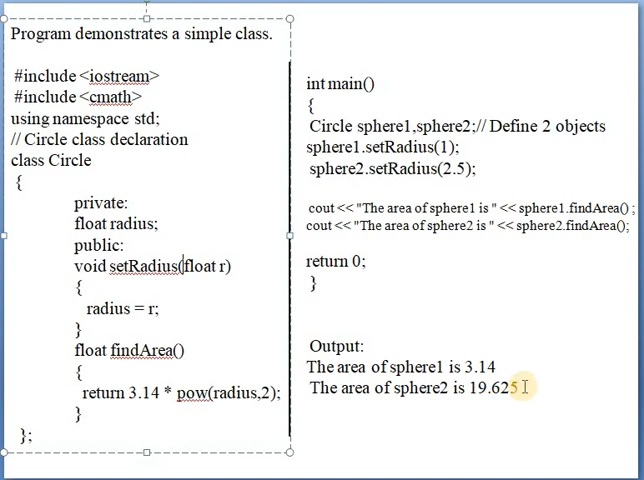 Program demonstrates a simple class.
#include <iostream>
#include <cmath>
using namespace std;
// Circle class declaration
class Circle
{
private:
float radius;
public:
void setRadius(float r)
{
radius = r;
}
float findArea()
{
return 3.14 * pow(radius,2);
}
};
int main()
{
Circle sphere1,sphere2;// Define 2 objects
sphere1.setRadius(1);
sphere2.setRadius(2.5);
cout << "The area of sphere1 is " << sphere1.findArea() ;
cout << "The area of sphere2 is " << sphere2.findArea();
return 0;
}
Output:
The area of sphere1 is 3.14
The area of sphere2 is 19.625